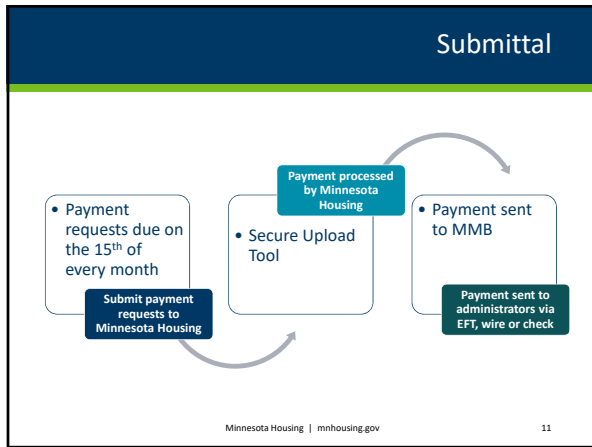 Submittal
• Payment
requests due on
the 15th of
every month
Submit payment
requests to
Minnesota Housing
Payment processed
by Minnesota
Housing
• Secure Upload
Tool
• Payment sent
to MMB
Payment sent to
administrators via
EFT, wire or check
Minnesota Housing | mnhousing.gov
11